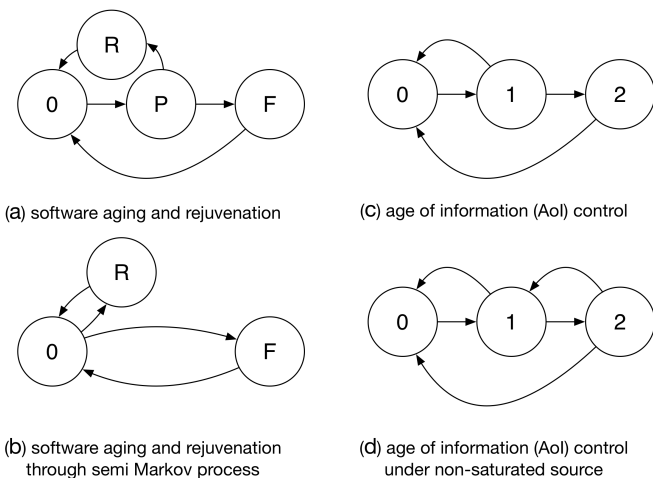 R
0
P
F
(a) software aging and rejuvenation
0
1
2
(c) age of information (AoI) control
R
0
F
(b) software aging and rejuvenation
through semi Markov process
0
1
2
(d) age of information (AoI) control
under non-saturated source